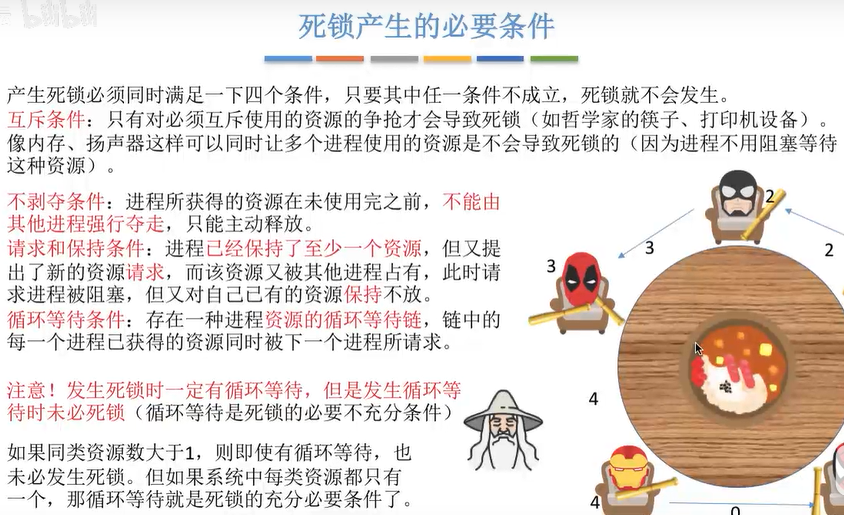 bilibili
死锁产生的必要条件
产生死锁必须同时满足一下四个条件，只要其中任一条件不成立，死锁就不会发生。
互斥条件：只有对必须互斥使用的资源的争抢才会导致死锁（如哲学家的筷子、打印机设备）。
像内存、扬声器这样可以同时让多个进程使用的资源是不会导致死锁的（因为进程不用阻塞等待
这种资源）。
不剥夺条件：进程所获得的资源在未使用完之前，不能由
其他进程强行夺走，只能主动释放。
请求和保持条件：进程已经保持了至少一个资源，但又提
出了新的资源请求，而该资源又被其他进程占有，此时请
求进程被阻塞，但又对自己已有的资源保持不放。
循环等待条件：存在一种进程资源的循环等待链，链中的
每一个进程已获得的资源同时被下一个进程所请求。
注意！发生死锁时一定有循环等待，但是发生循环等
待时未必死锁（循环等待是死锁的必要不充分条件）
如果同类资源数大于1，则即使有循环等待，也
未必发生死锁。但如果系统中每类资源都只有
一个，那循环等待就是死锁的充分必要条件了。
2
3
2
3
4
4
0